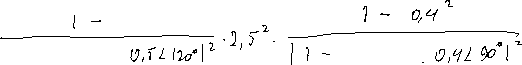 1 - / 0,5∠120°|² · 2,5² · 1 - 0,4² / |1 - . 0,4∠90°|²